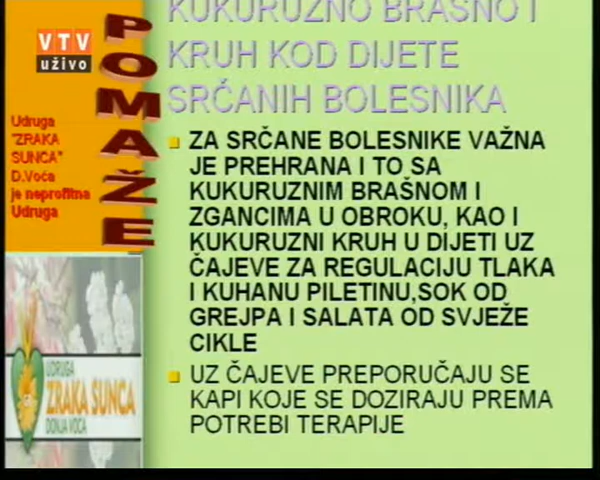 KUKURUZNO BRAŠNO I
KRUH KOD DIJETE
SRČANIH BOLESNIKA
VTV
uživo
POMAŽE
Udruga
"ZRAKA
SUNCA"
D.Voća
je neprofitna
Udruga
ZA SRČANE BOLESNIKE VAŽNA
JE PREHRANA I TO SA
KUKURUZNIM BRAŠNOM I
ZGANCIMA U OBROKU, KAO I
KUKURUZNI KRUH U DIJETI UZ
ČAJEVE ZA REGULACIJU TLAKA
I KUHANU PILETINU,SOK OD
GREJPA I SALATA OD SVJEŽE
CIKLE
UZ ČAJEVE PREPORUČAJU SE
KAPI KOJE SE DOZIRAJU PREMA
POTREBI TERAPIJE
UDRUGA
ZRAKA SUNCA
DONJA VOĆA